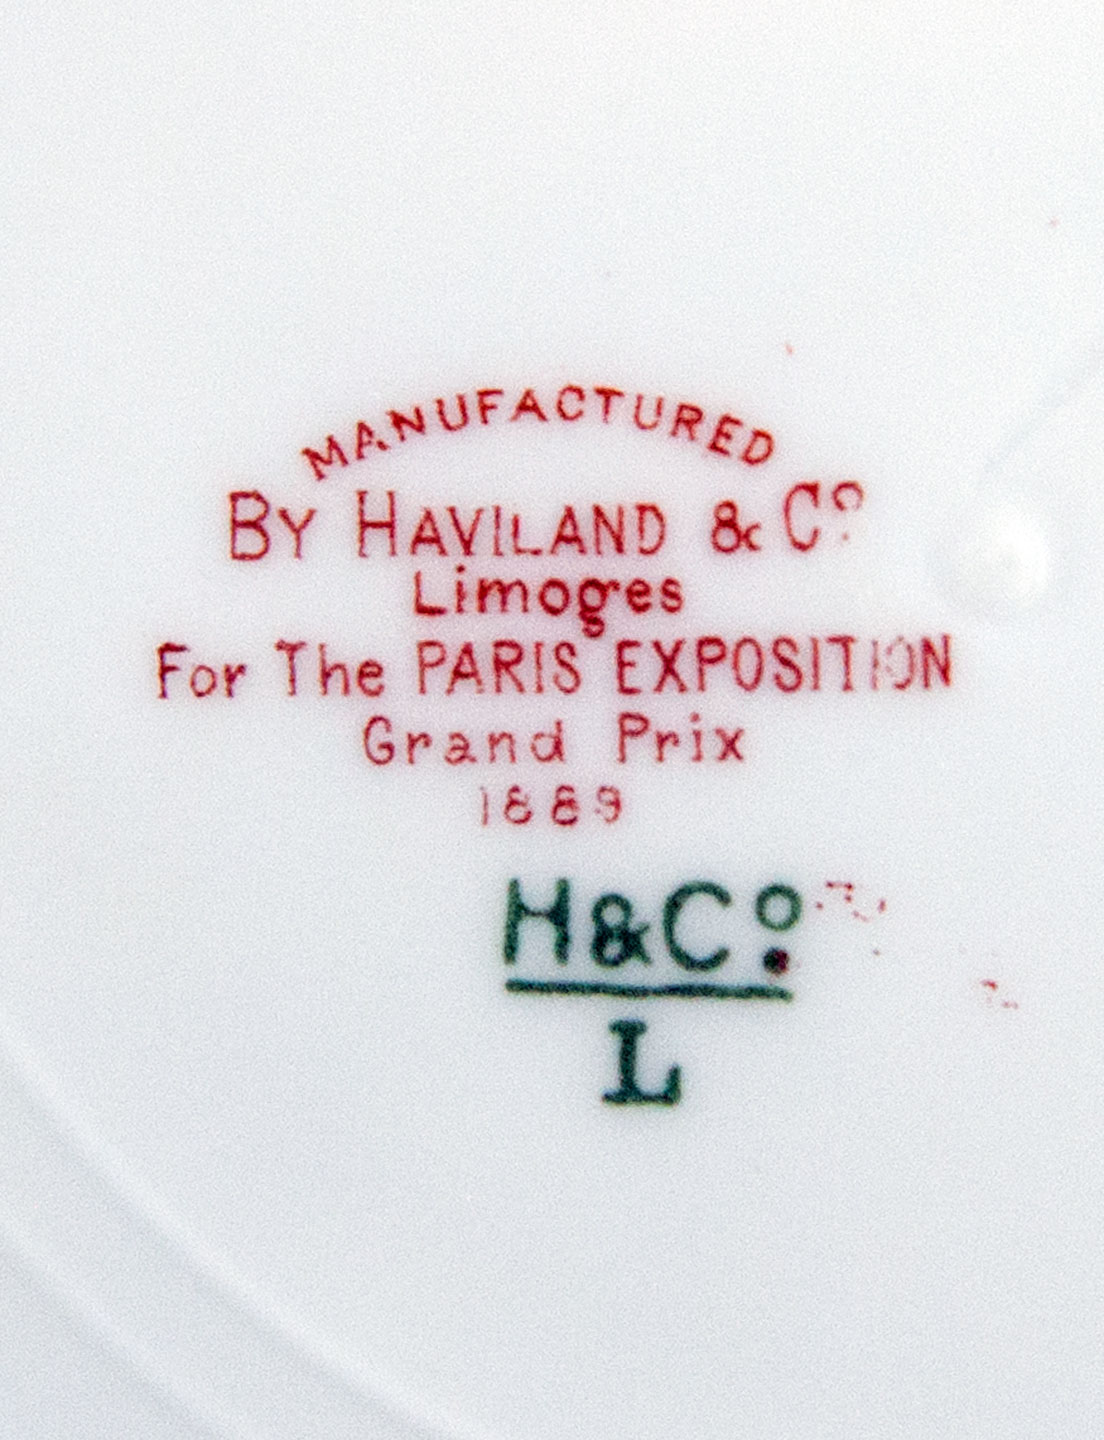 MANUFACTURED
BY HAVILAND & Co.
Limoges
For The PARIS EXPOSITION
Grand Prix
1889
H&Co.
L